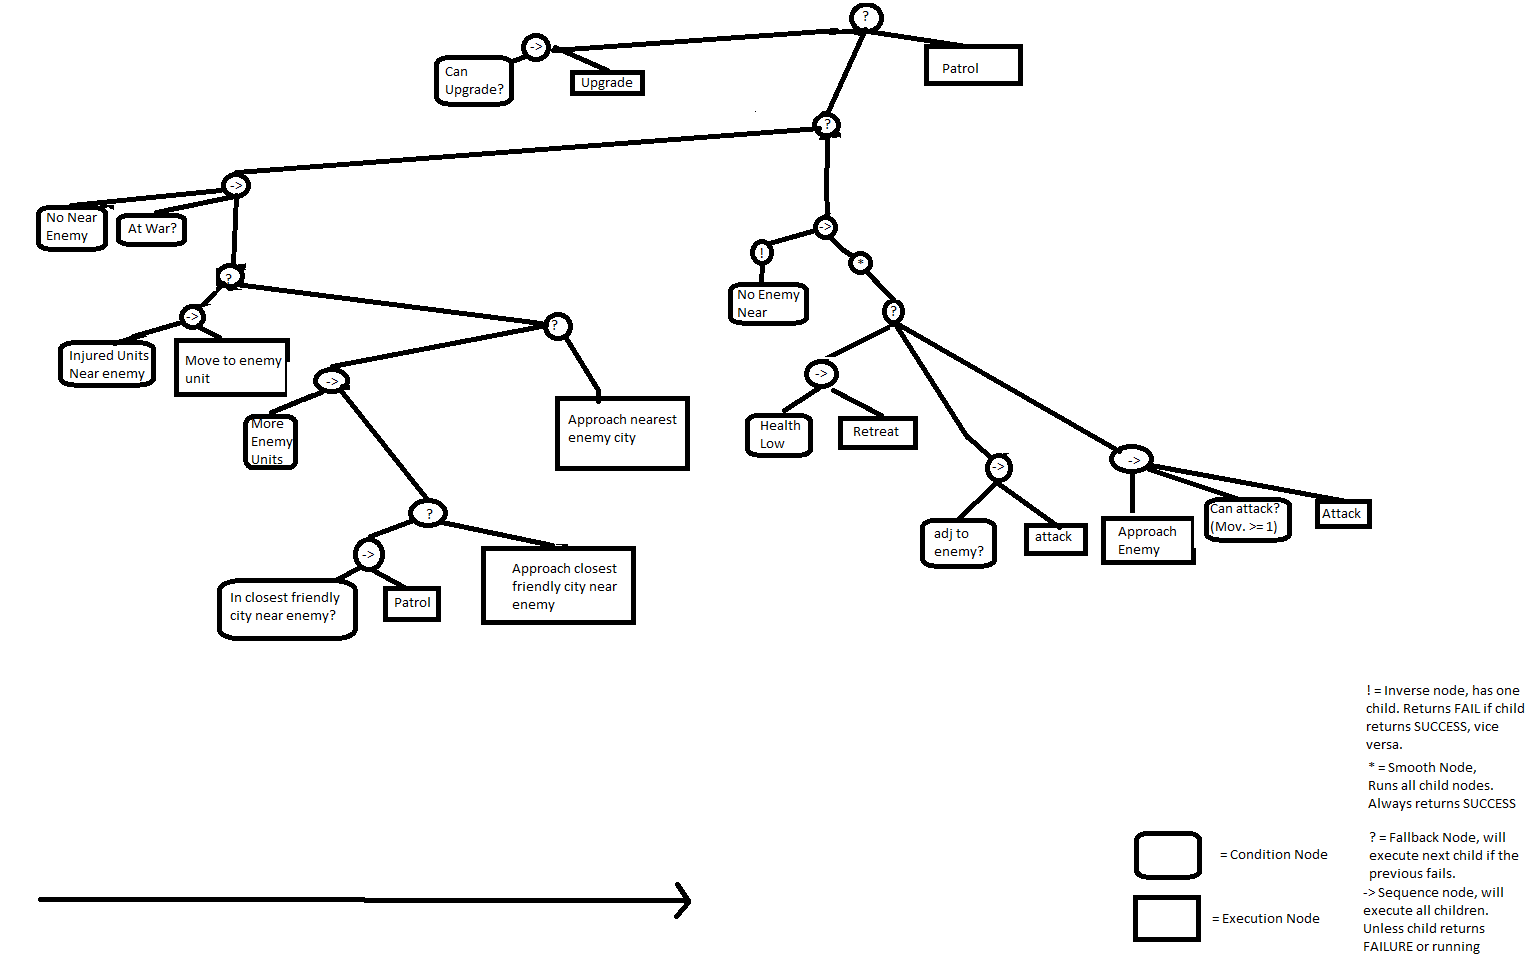 ?
->
Can
Upgrade?
Upgrade
Patrol
?
->
No Near
Enemy
At War?
->
!
No Enemy
Near
*
?
?
->
Injured Units
Near enemy
Move to enemy
unit
?
->
More
Enemy
Units
Approach nearest
enemy city
->
Health
Low
Retreat
->
adj to
enemy?
attack
->
Approach
Enemy
Can attack?
(Mov. >= 1)
Attack
?
->
In closest friendly
city near enemy?
Patrol
Approach closest
friendly city near
enemy
! = Inverse node, has one
child. Returns FAIL if child
returns SUCCESS, vice
versa.
* = Smooth Node,
Runs all child nodes.
Always returns SUCCESS
= Condition Node
= Execution Node
? = Fallback Node, will
execute next child if the
previous fails.
-> Sequence node, will
execute all children.
Unless child returns
FAILURE or running